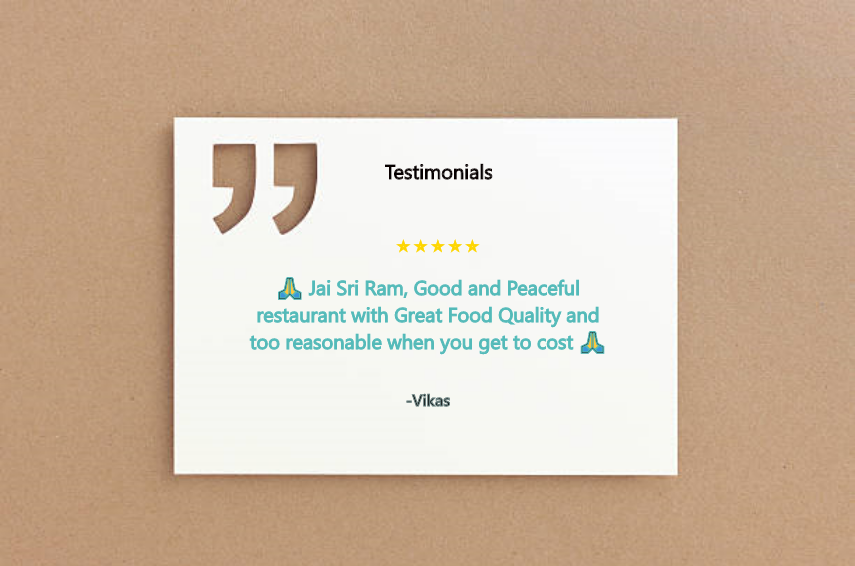 Testimonials
★★★★★
🙏 Jai Sri Ram, Good and Peaceful
restaurant with Great Food Quality and
too reasonable when you get to cost 🙏
-Vikas